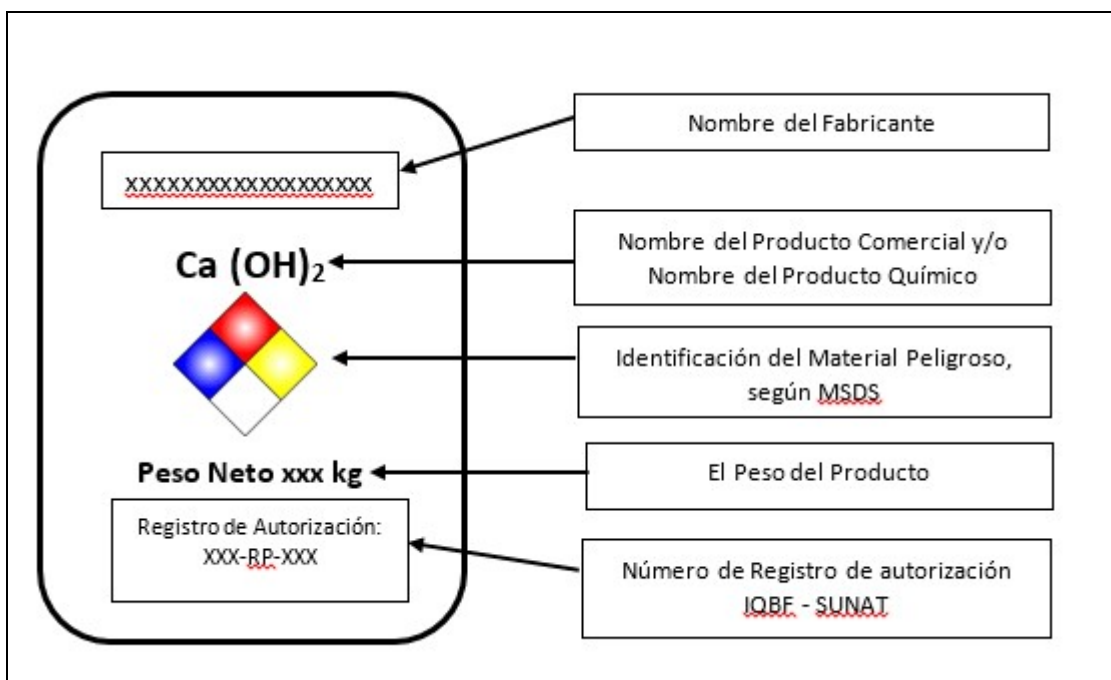 Nombre del Fabricante
XXXXXXXXXXXXXXXXXXX
Nombre del Producto Comercial y/o
Nombre del Producto Químico
Ca (OH)₂
Identificación del Material Peligroso,
según MSDS
Peso Neto xxx kg
El Peso del Producto
Registro de Autorización:
XXX-RP-XXX
Número de Registro de autorización
IQBF - SUNAT